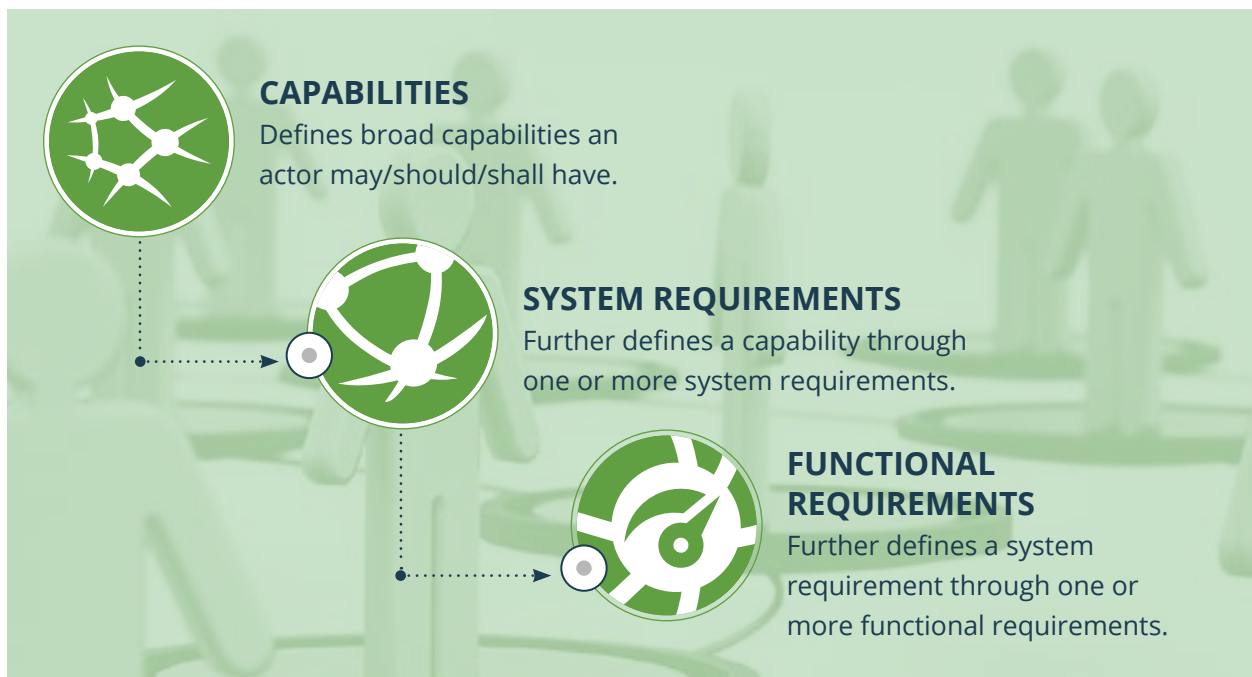 CAPABILITIES
Defines broad capabilities an
actor may/should/shall have.
SYSTEM REQUIREMENTS
Further defines a capability through
one or more system requirements.
FUNCTIONAL
REQUIREMENTS
Further defines a system
requirement through one or
more functional requirements.